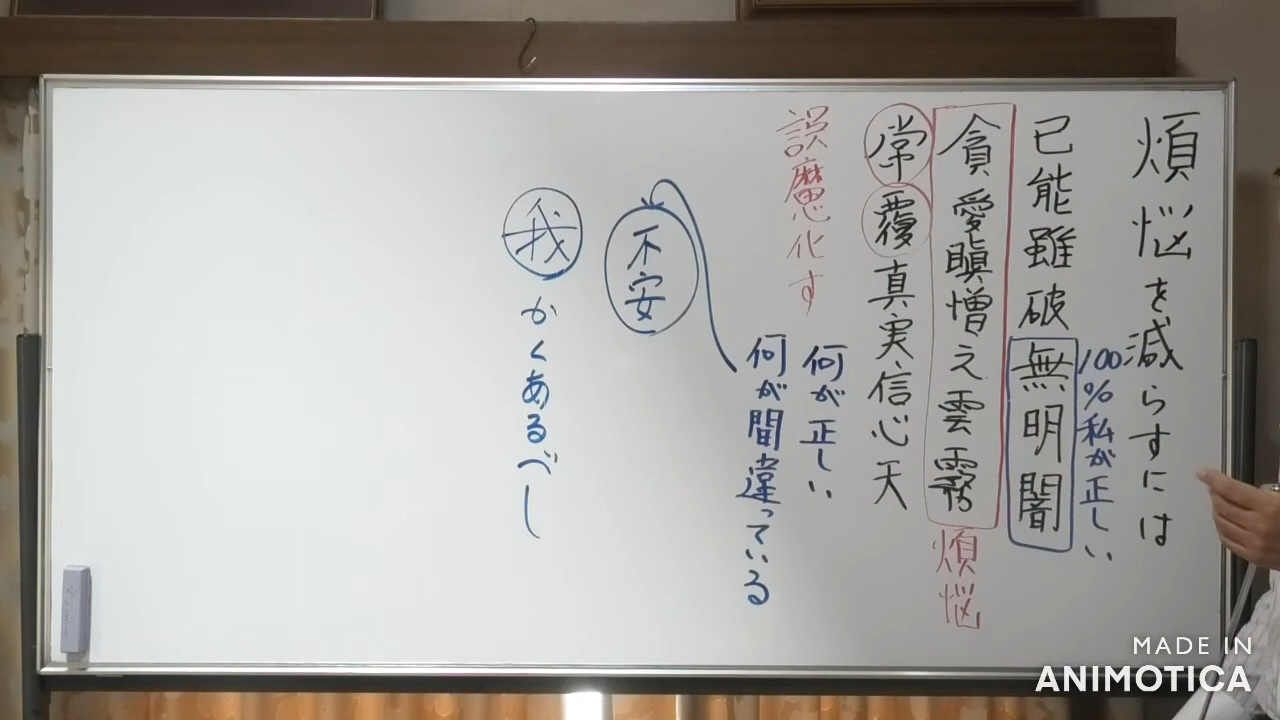 煩悩を減らすには
100%私が正しい
已能雖破無明闇
貪愛瞋憎之雲霧
煩悩
常覆真実信心天
何が正しい
誤魔化す
何が間違っている
不安
我
かくあるべし
MADE IN
ANIMOTICA